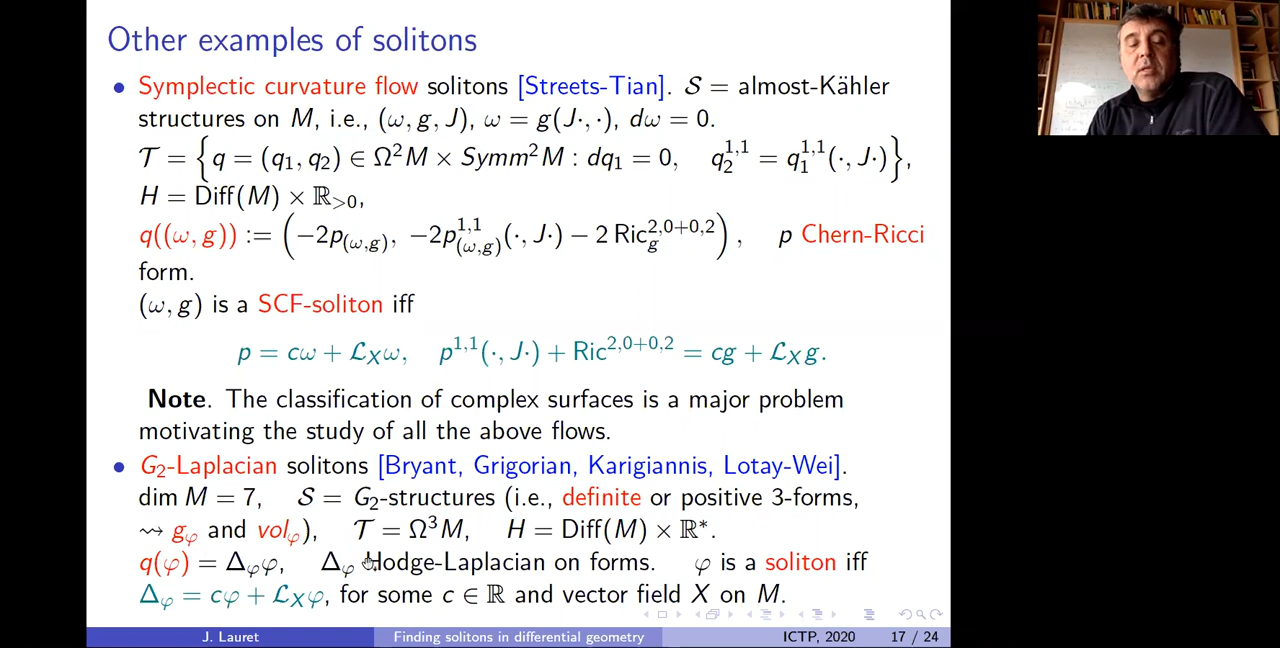 Other examples of solitons
• Symplectic curvature flow solitons [Streets-Tian]. 𝒮 = almost-Kähler
structures on M, i.e., (ω, g, J), ω = g(J·, ·), dω = 0.
𝒯 = {q = (q₁, q₂) ∈ Ω²M × Symm²M : dq₁ = 0, q₂^{1,1} = q₁^{1,1}(·, J·)},
H = Diff(M) × ℝ_{>0},
q((ω, g)) := (−2p_{(ω,g)}, −2p^{1,1}_{(ω,g)}(·, J·) − 2 Ric_g^{2,0+0,2}), p Chern-Ricci
form.
(ω, g) is a SCF-soliton iff
p = cω + ℒ_Xω, p^{1,1}(·, J·) + Ric^{2,0+0,2} = cg + ℒ_Xg.
Note. The classification of complex surfaces is a major problem
motivating the study of all the above flows.
• G₂-Laplacian solitons [Bryant, Grigorian, Karigiannis, Lotay-Wei].
dim M = 7, 𝒮 = G₂-structures (i.e., definite or positive 3-forms,
⇝ g_φ and vol_φ), 𝒯 = Ω³M, H = Diff(M) × ℝ*.
q(φ) = Δ_φφ, Δ_φ Hodge-Laplacian on forms. φ is a soliton iff
Δ_φ = cφ + ℒ_Xφ, for some c ∈ ℝ and vector field X on M.
J. Lauret Finding solitons in differential geometry ICTP, 2020 17 / 24